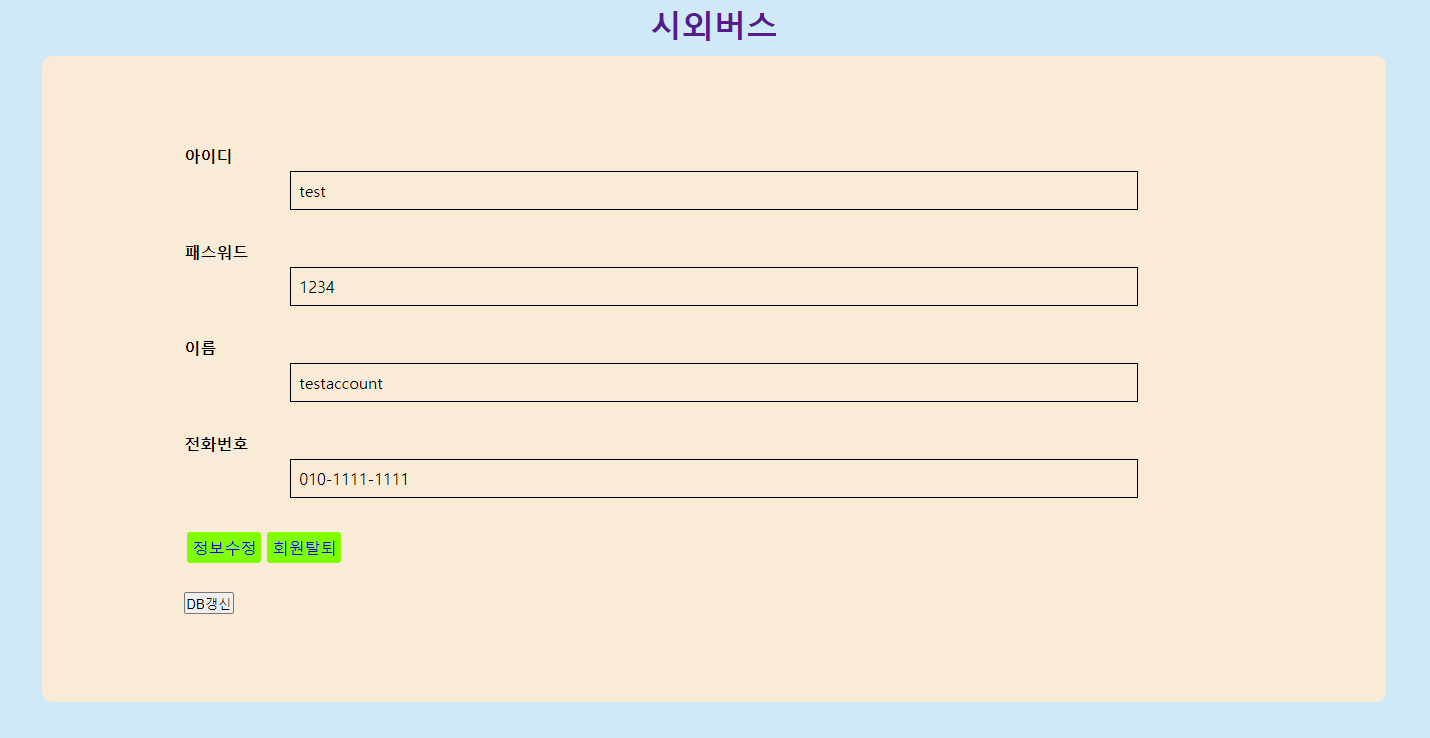 시외버스
아이디
test
패스워드
1234
이름
testaccount
전화번호
010-1111-1111
정보수정 회원탈퇴
DB갱신